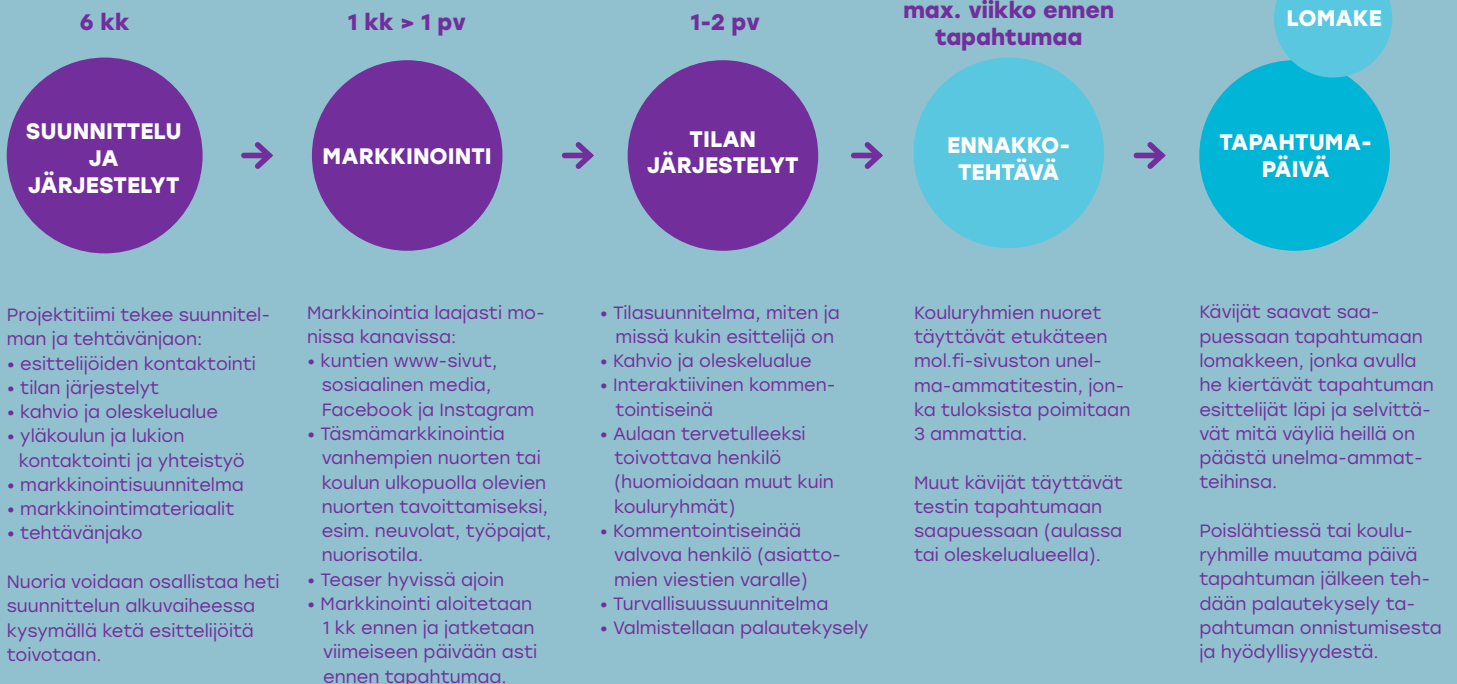 6 kk
SUUNNITTELU
JA
JÄRJESTELYT
Projektitiimi tekee suunnitel-
man ja tehtävänjaon:
• esittelijöiden kontaktointi
• tilan järjestelyt
• kahvio ja oleskelualue
• yläkoulun ja lukion
kontaktointi ja yhteistyö
• markkinointisuunnitelma
• markkinointimateriaalit
• tehtävänjako
Nuoria voidaan osallistaa heti
suunnittelun alkuvaiheessa
kysymällä ketä esittelijöitä
toivotaan.
1 kk > 1 pv
MARKKINOINTI
Markkinointia laajasti mo-
nissa kanavissa:
• kuntien www-sivut,
sosiaalinen media,
Facebook ja Instagram
• Täsmämarkkinointia
vanhempien nuorten tai
koulun ulkopuolla olevien
nuorten tavoittamiseksi,
esim. neuvolat, työpajat,
nuorisotila.
• Teaser hyvissä ajoin
• Markkinointi aloitetaan
1 kk ennen ja jatketaan
viimeiseen päivään asti
ennen tapahtumaa.
1-2 pv
TILAN
JÄRJESTELYT
• Tilasuunnitelma, miten ja
missä kukin esittelijä on
• Kahvio ja oleskelualue
• Interaktiivinen kommen-
tointiseinä
• Aulaan tervetulleeksi
toivottava henkilö
(huomioidaan muut kuin
kouluryhmät)
• Kommentointiseinää
valvova henkilö (asiatto-
mien viestien varalle)
• Turvallisuussuunnitelma
• Valmistellaan palautekysely
max. viikko ennen
tapahtumaa
ENNAKKO-
TEHTÄVÄ
Kouluryhmien nuoret
täyttävät etukäteen
mol.fi-sivuston unel-
ma-ammatitestin, jon-
ka tuloksista poimitaan
3 ammattia.
Muut kävijät täyttävät
testin tapahtumaan
saapuessaan (aulassa
tai oleskelualueella).
LOMAKE
TAPAHTUMA-
PÄIVÄ
Kävijät saavat saa-
puessaan tapahtumaan
lomakkeen, jonka avulla
he kiertävät tapahtuman
esittelijät läpi ja selvittä-
vät mitä väyliä heillä on
päästä unelma-ammat-
teihinsa.
Poislähtiessä tai koulu-
ryhmille muutama päivä
tapahtuman jälkeen teh-
dään palautekysely ta-
pahtuman onnistumisesta
ja hyödyllisyydestä.